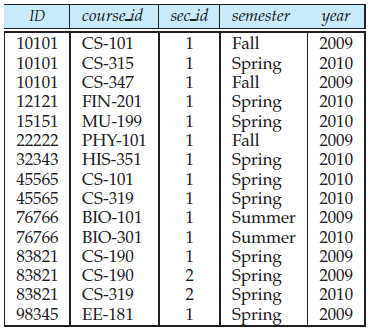 ID course_id sec_id semester year
10101 CS-101 1 Fall 2009
10101 CS-315 1 Spring 2010
10101 CS-347 1 Fall 2009
12121 FIN-201 1 Spring 2010
15151 MU-199 1 Spring 2010
22222 PHY-101 1 Fall 2009
32343 HIS-351 1 Spring 2010
45565 CS-101 1 Spring 2010
45565 CS-319 1 Spring 2010
76766 BIO-101 1 Summer 2009
76766 BIO-301 1 Summer 2010
83821 CS-190 1 Spring 2009
83821 CS-190 2 Spring 2009
83821 CS-319 2 Spring 2010
98345 EE-181 1 Spring 2009